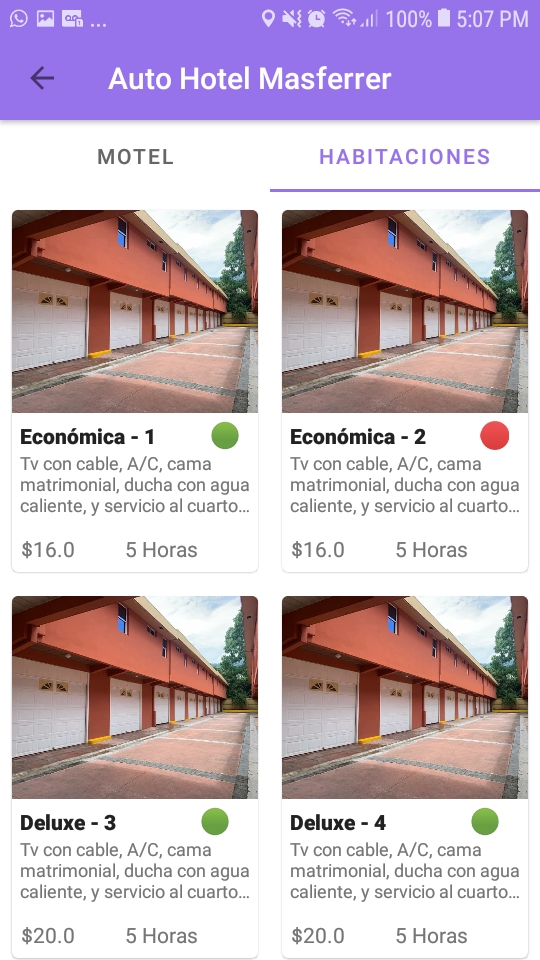 ... 100% 5:07 PM
Auto Hotel Masferrer
MOTEL HABITACIONES
Económica - 1
Tv con cable, A/C, cama
matrimonial, ducha con agua
caliente, y servicio al cuarto...
$16.0 5 Horas
Económica - 2
Tv con cable, A/C, cama
matrimonial, ducha con agua
caliente, y servicio al cuarto...
$16.0 5 Horas
Deluxe - 3
Tv con cable, A/C, cama
matrimonial, ducha con agua
caliente, y servicio al cuarto...
$20.0 5 Horas
Deluxe - 4
Tv con cable, A/C, cama
matrimonial, ducha con agua
caliente, y servicio al cuarto...
$20.0 5 Horas